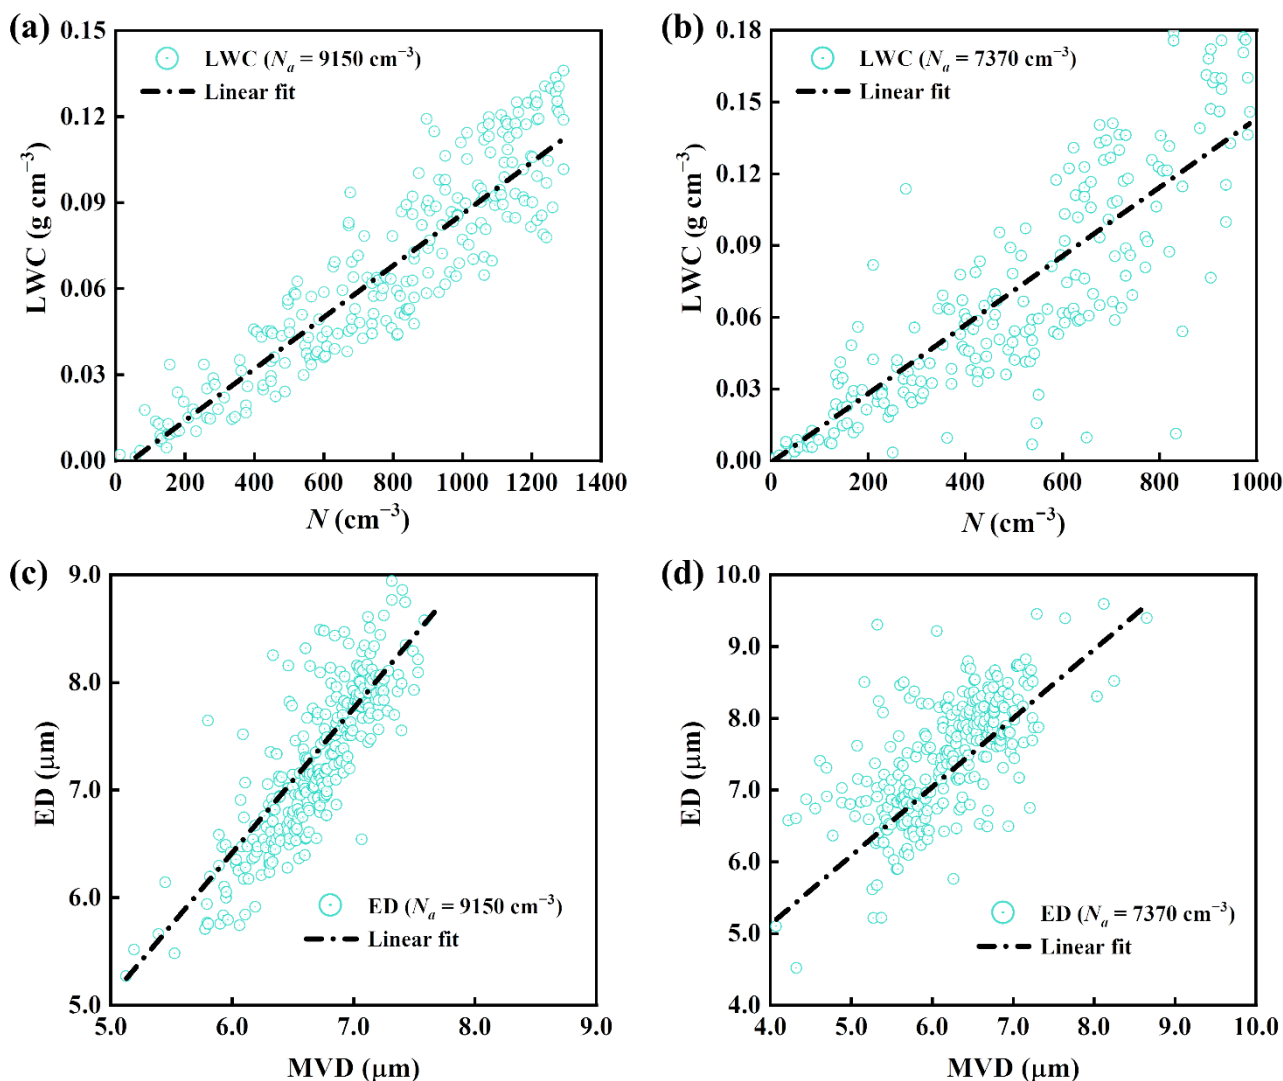 (a)
0.15
0.12
0.09
0.06
0.03
0.00
LWC (g cm⁻³)
LWC (Nₐ = 9150 cm⁻³)
Linear fit
0 200 400 600 800 1000 1200 1400
N (cm⁻³)
(b)
0.18
0.15
0.12
0.09
0.06
0.03
0.00
LWC (g cm⁻³)
LWC (Nₐ = 7370 cm⁻³)
Linear fit
0 200 400 600 800 1000
N (cm⁻³)
(c)
9.0
8.0
7.0
6.0
5.0
ED (μm)
ED (Nₐ = 9150 cm⁻³)
Linear fit
5.0 6.0 7.0 8.0 9.0
MVD (μm)
(d)
10.0
9.0
8.0
7.0
6.0
5.0
4.0
ED (μm)
ED (Nₐ = 7370 cm⁻³)
Linear fit
4.0 5.0 6.0 7.0 8.0 9.0 10.0
MVD (μm)